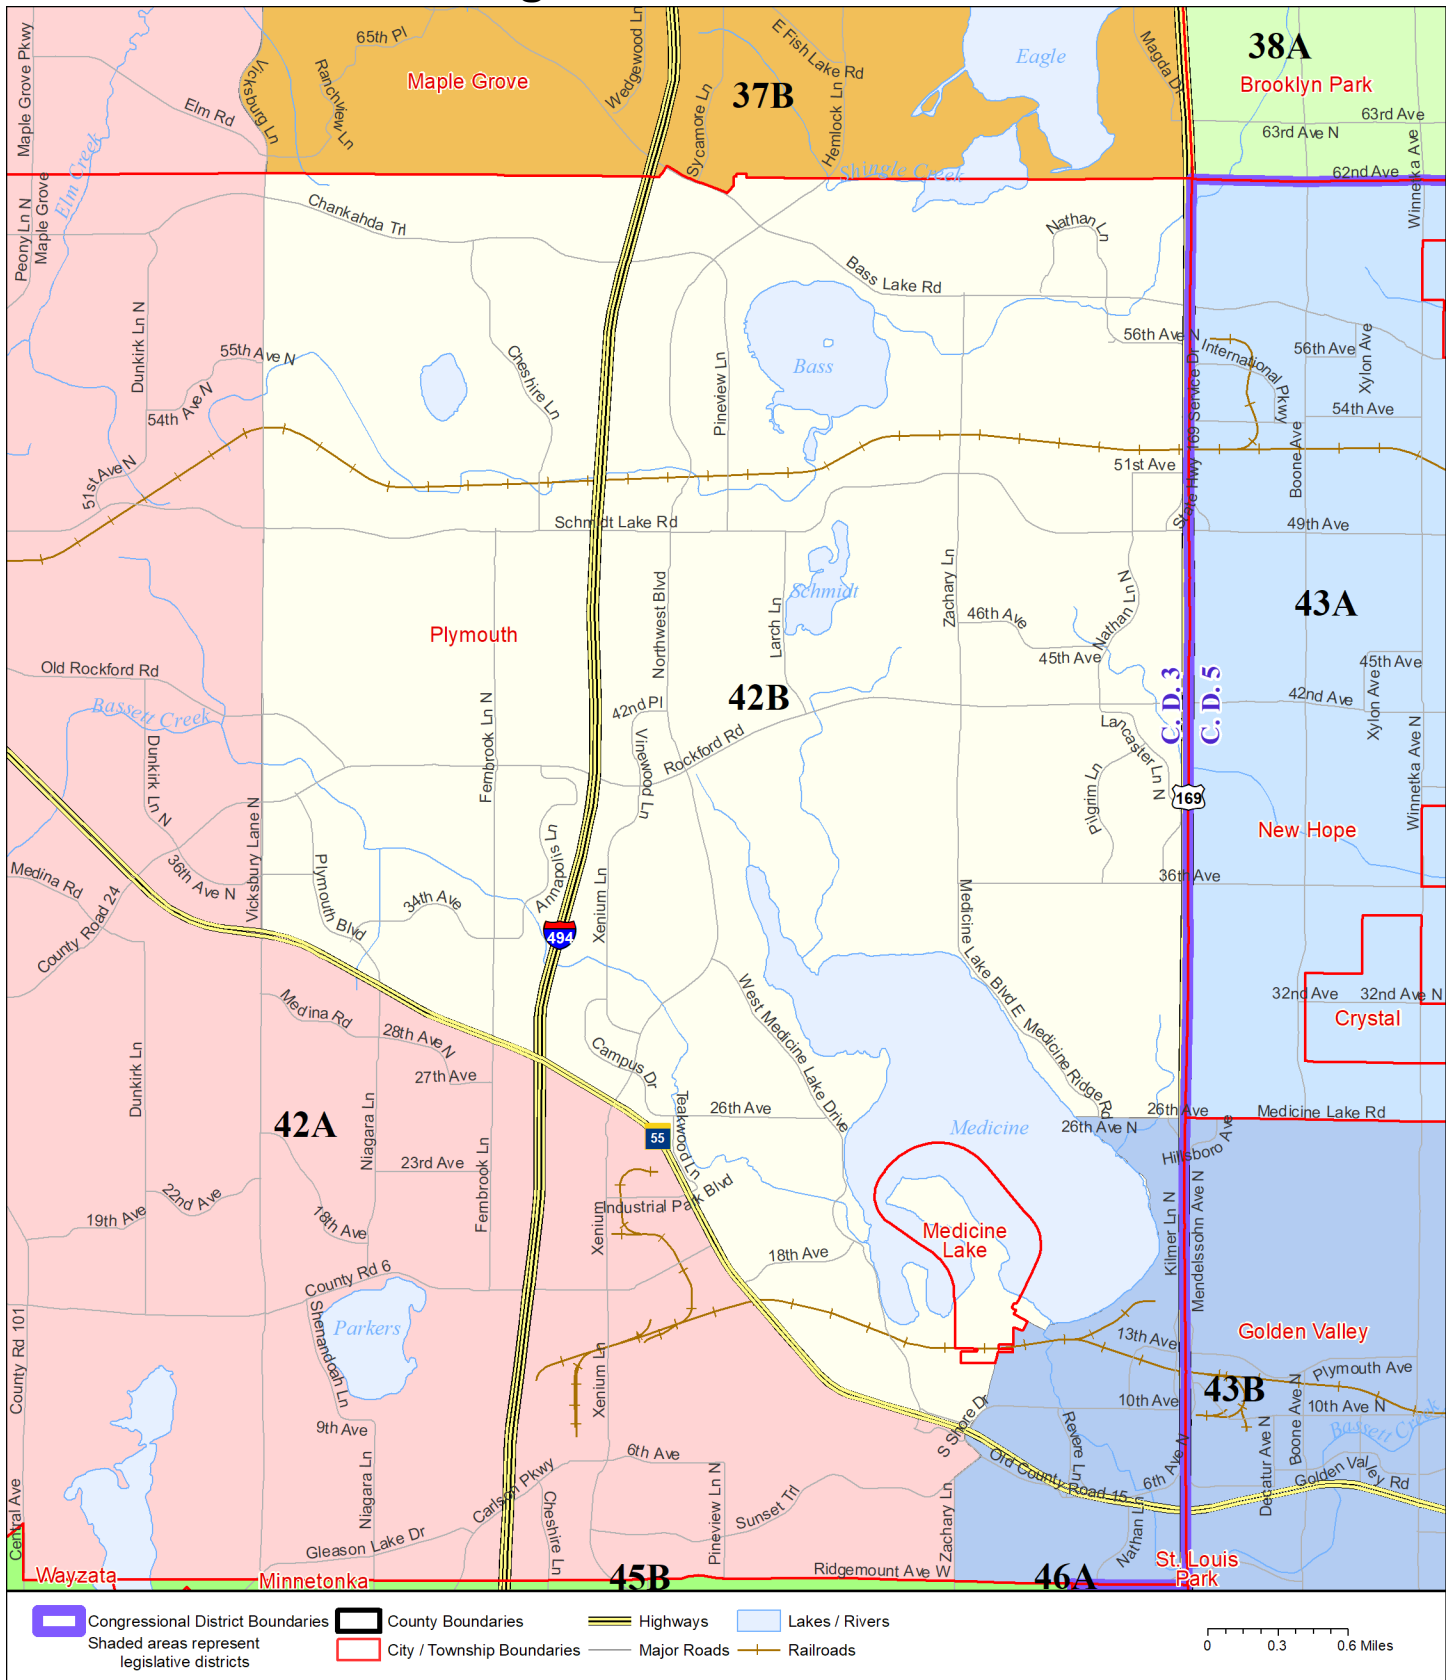 Maple Grove Pkwy
65th Pl
Wedgewood Ln
E Fish Lake Rd
Eagle
Magda Dr
38A
Brooklyn Park
Vicksburg Ln
Ranchview Ln
Maple Grove
37B
Sycamore Ln
Hemlock Ln
63rd Ave
63rd Ave N
Elm Rd
Elm Creek
Shingle Creek
62nd Ave
Winnetka Ave
Peony Ln N
Maple Grove
Chankahda Trl
Nathan Ln
Bass Lake Rd
Dunkirk Ln N
55th Ave N
54th Ave N
Cheshire Ln
Pineview Ln
Bass
56th Ave N
International Pkwy
56th Ave
Xylon Ave
54th Ave
State Hwy 169 Service Dr
Boone Ave
51st Ave N
51st Ave
Schmidt Lake Rd
49th Ave
Northwest Blvd
Larch Ln
Schmidt
Zachary Ln
46th Ave
Nathan Ln N
45th Ave
43A
Plymouth
Old Rockford Rd
45th Ave
Bassett Creek
42nd Pl
42B
C. D. 3
C. D. 5
42nd Ave
Xylon Ave
Fernbrook Ln N
Vinewood Ln
Rockford Rd
Lancaster Ln N
Dunkirk Ln N
Pilgrim Ln
169
Winnetka Ave N
New Hope
Vicksbury Lane N
Annapolis Ln
Medina Rd
36th Ave N
County Road 24
Plymouth Blvd
34th Ave
Xenium Ln
36th Ave
494
Medicine Lake Blvd E
West Medicine Lake Drive
Medina Rd
28th Ave N
27th Ave
Campus Dr
32nd Ave
32nd Ave N
Crystal
Medicine Ridge Rd
Dunkirk Ln
42A
Niagara Ln
Fernbrook Ln
23rd Ave
55
Teakwood Ln
26th Ave
Medicine
26th Ave
26th Ave N
Medicine Lake Rd
Hillsboro Ave
22nd Ave
19th Ave
18th Ave
Xenium
Industrial Park Blvd
18th Ave
Medicine
Lake
Kilmer Ln N
Mendelssohn Ave N
County Rd 6
County Rd 101
Shenandoah Ln
Parkers
Xenium Ln
13th Ave
Golden Valley
Plymouth Ave
43B
10th Ave
10th Ave N
Boone Ave N
Decatur Ave N
Bassett Creek
9th Ave
Niagara Ln
6th Ave
S Shore Dr
Revere Ln
6th Ave N
Old County Road 15
Golden Valley Rd
Central Ave
Carlson Pkwy
Cheshire Ln
Gleason Lake Dr
Pineview Ln N
Sunset Trl
Zachary Ln
Nathan Ln
Wayzata
Minnetonka
45B
Ridgemount Ave W
46A
St. Louis
Park
Congressional District Boundaries
County Boundaries
Highways
Lakes / Rivers
Shaded areas represent
legislative districts
City / Township Boundaries
Major Roads
Railroads
0 0.3 0.6 Miles